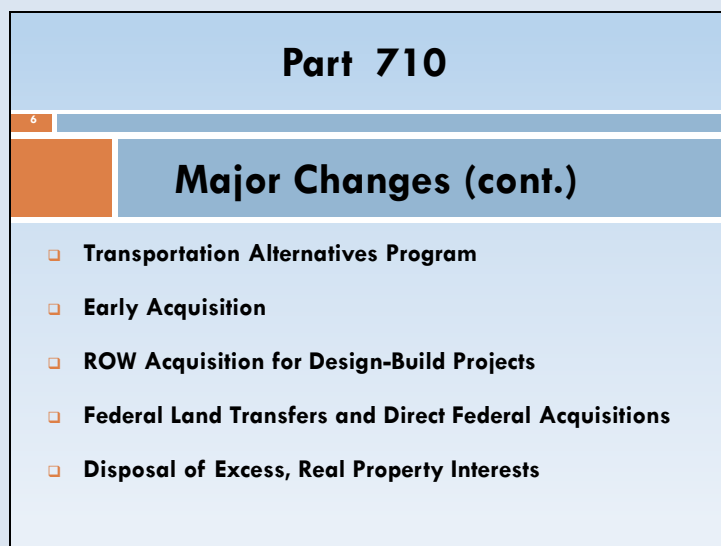 Part 710
6
Major Changes (cont.)
Transportation Alternatives Program
Early Acquisition
ROW Acquisition for Design-Build Projects
Federal Land Transfers and Direct Federal Acquisitions
Disposal of Excess, Real Property Interests